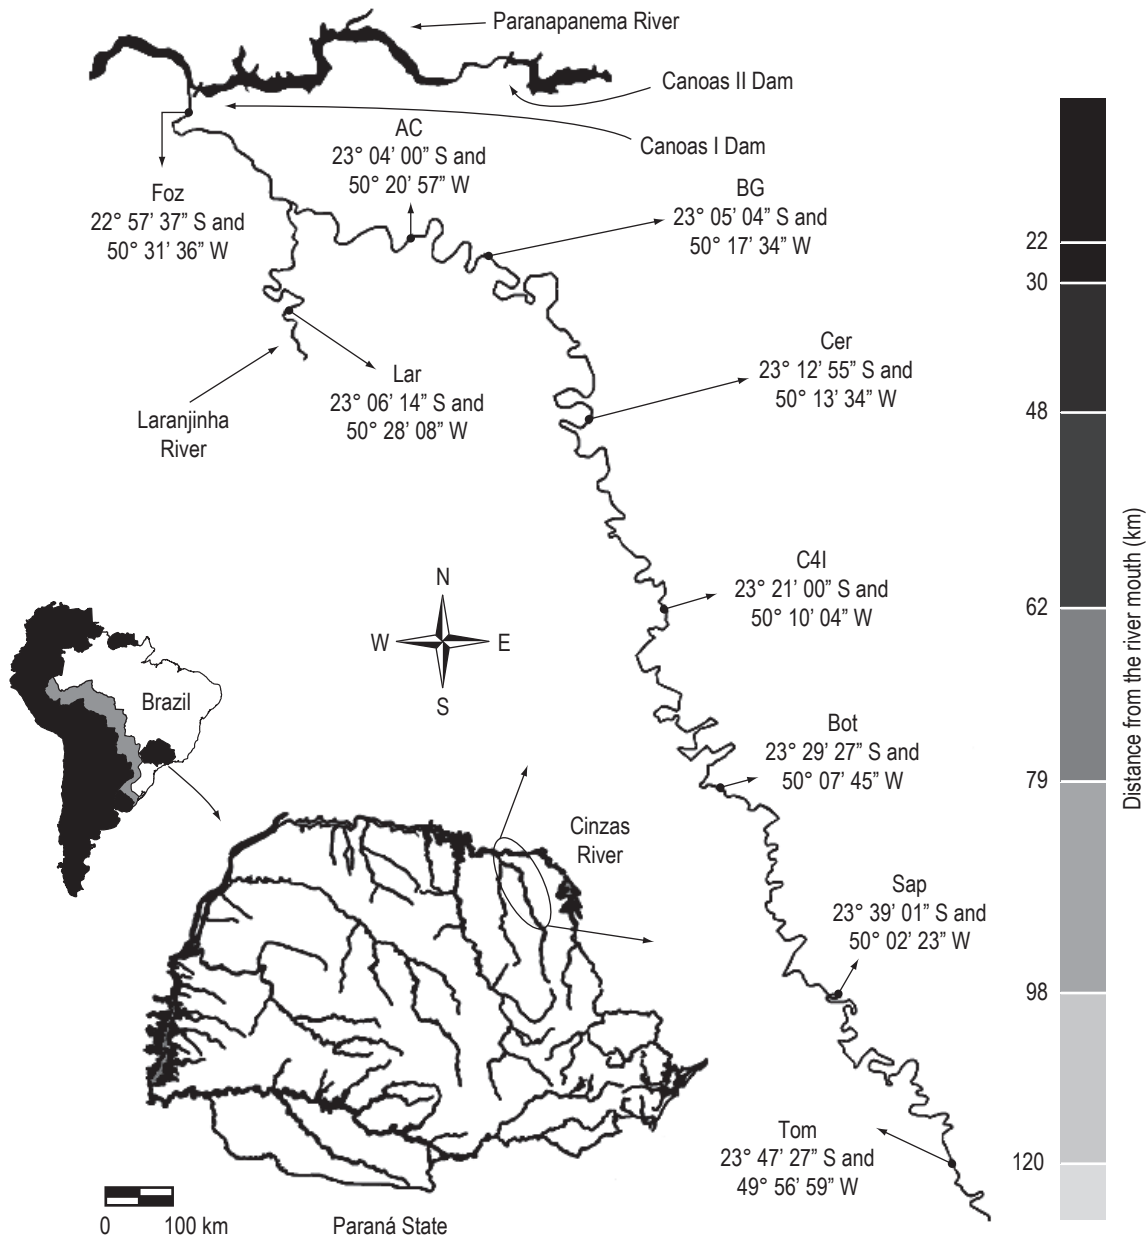 Paranapanema River
Canoas II Dam
Canoas I Dam
AC
23° 04’ 00” S and
50° 20’ 57” W
BG
23° 05’ 04” S and
50° 17’ 34” W
Foz
22° 57’ 37” S and
50° 31’ 36” W
22
30
Cer
23° 12’ 55” S and
50° 13’ 34” W
Lar
23° 06’ 14” S and
50° 28’ 08” W
Laranjinha
River
48
C4I
23° 21’ 00” S and
50° 10’ 04” W
62
N
W
E
S
Distance from the river mouth (km)
Brazil
Bot
23° 29’ 27” S and
50° 07’ 45” W
79
Cinzas
River
Sap
23° 39’ 01” S and
50° 02’ 23” W
98
Tom
23° 47’ 27” S and
49° 56’ 59” W
120
0
100 km
Paraná State